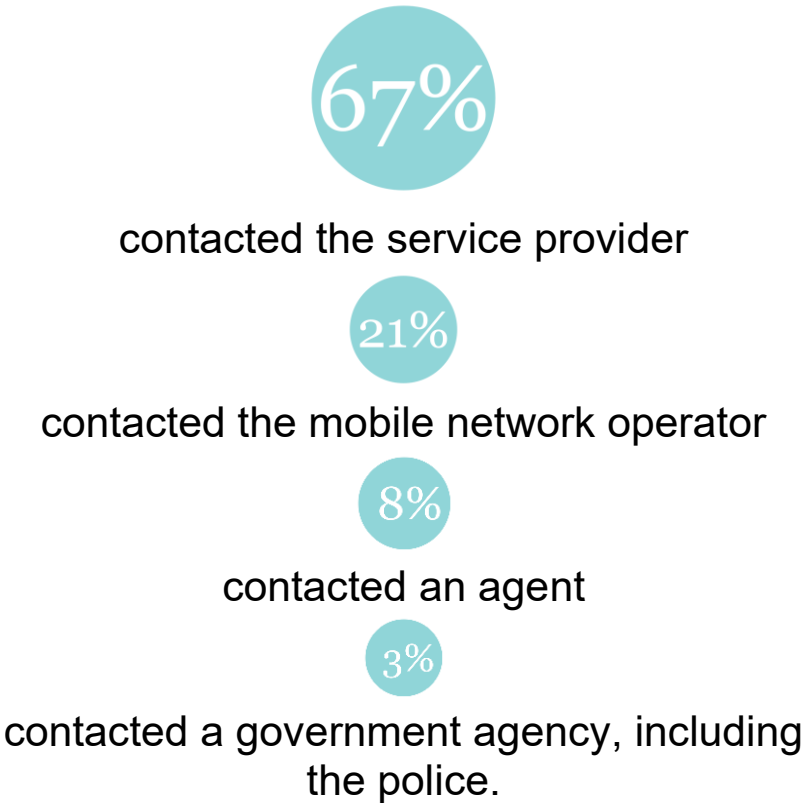 67%
contacted the service provider
21%
contacted the mobile network operator
8%
contacted an agent
3%
contacted a government agency, including
the police.